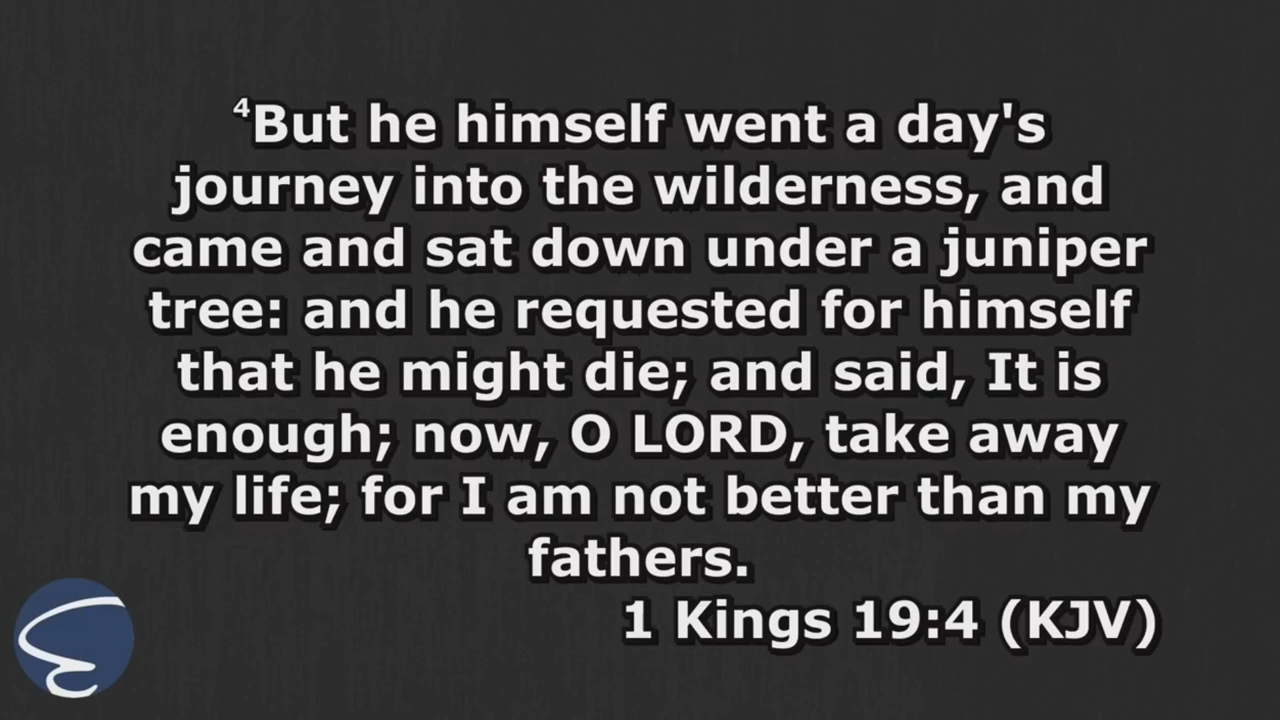 ⁴But he himself went a day's
journey into the wilderness, and
came and sat down under a juniper
tree: and he requested for himself
that he might die; and said, It is
enough; now, O LORD, take away
my life; for I am not better than my
fathers.
1 Kings 19:4 (KJV)